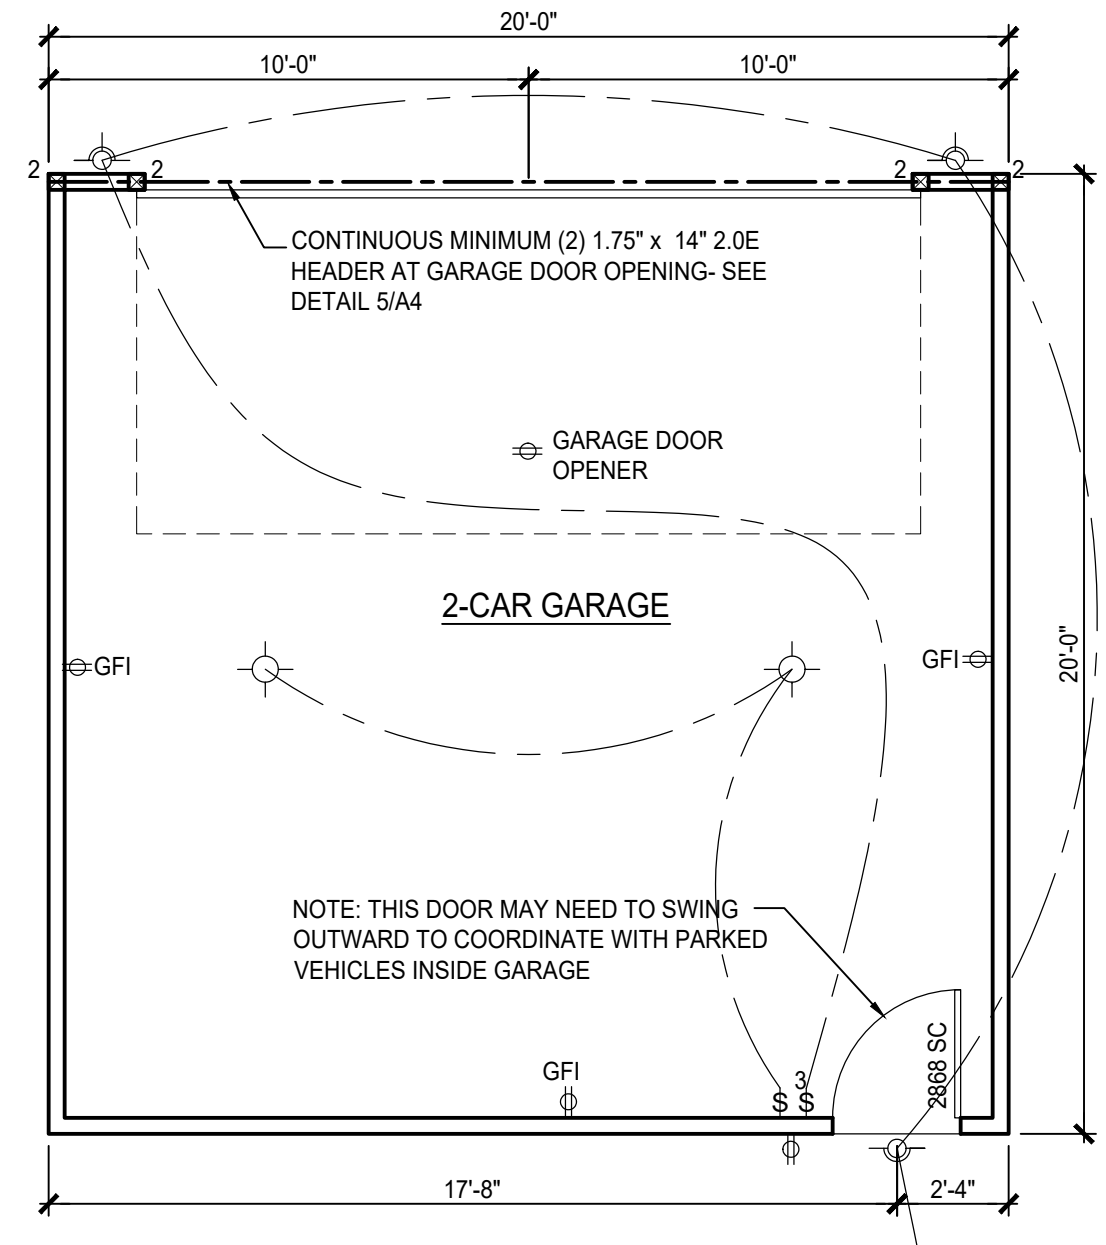 20'-0"
10'-0"
10'-0"
2
2
2
2
CONTINUOUS MINIMUM (2) 1.75" x 14" 2.0E
HEADER AT GARAGE DOOR OPENING- SEE
DETAIL 5/A4
GARAGE DOOR
OPENER
2-CAR GARAGE
GFI
GFI
20'-0"
NOTE: THIS DOOR MAY NEED TO SWING
OUTWARD TO COORDINATE WITH PARKED
VEHICLES INSIDE GARAGE
2868 SC
GFI
3
S S
17'-8"
2'-4"